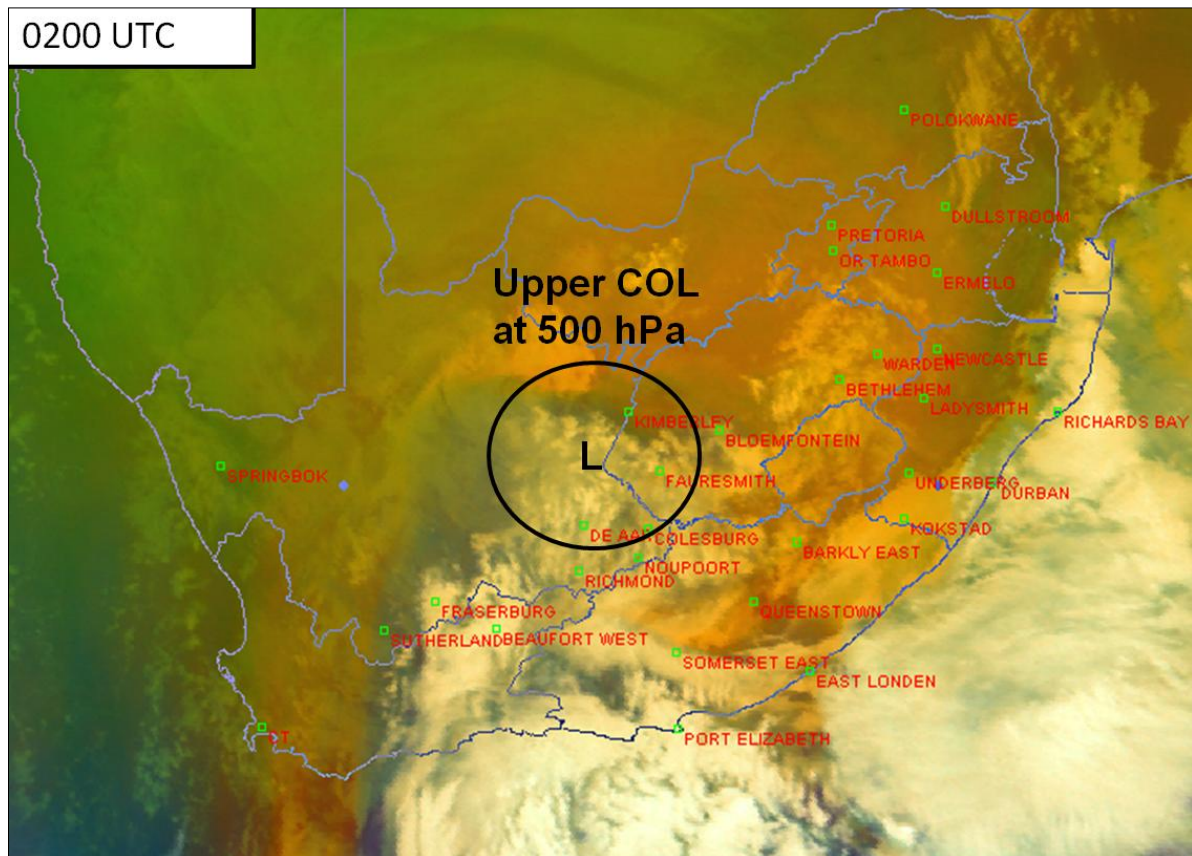 0200 UTC
POLOKWANE
DULLSTROOM
PRETORIA
OR TAMBO
ERMELO
Upper COL
at 500 hPa
WARDEN
NEWCASTLE
BETHLEHEM
LADYSMITH
KIMBERLEY
RICHARDS BAY
BLOEMFONTEIN
L
SPRINGBOK
FAURESMITH
UNDERBERG
DURBAN
DE AAR
COLESBURG
KOKSTAD
BARKLY EAST
NOUPOORT
RICHMOND
FRASERBURG
QUEENSTOWN
SUTHERLAND
BEAUFORT WEST
SOMERSET EAST
EAST LONDEN
CT
PORT ELIZABETH